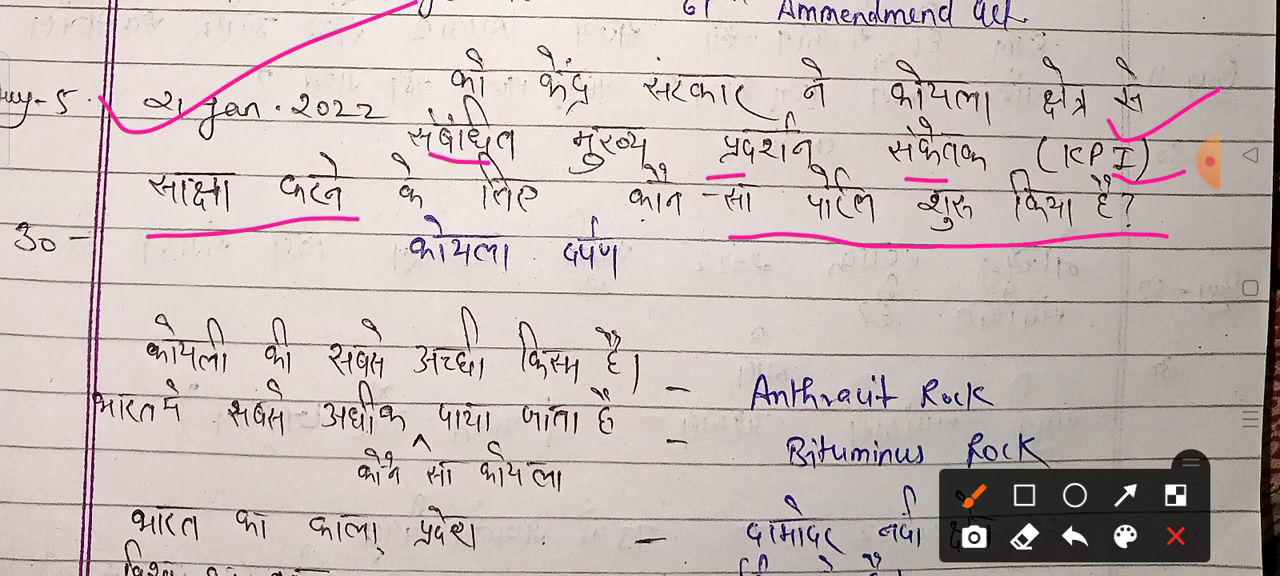 Ammendmend act
को केंद्र सरकार ने कोयला क्षेत्र से
21 Jan. 2022
संबंधित मुख्य प्रदर्शन संकेतक (KPI)
साक्षा करने के लिए कौन-सा पोर्टल शुरू किया है?
उ० - कोयला दर्पण
कोयली की सबसे अच्छी किस्म है। - Anthracit Rock
भारत मे सबसे अधीक पाया जाता है - Bituminus Rock
कौन सा कोयला
भारत का काला प्रदेश - दामोदर नदी